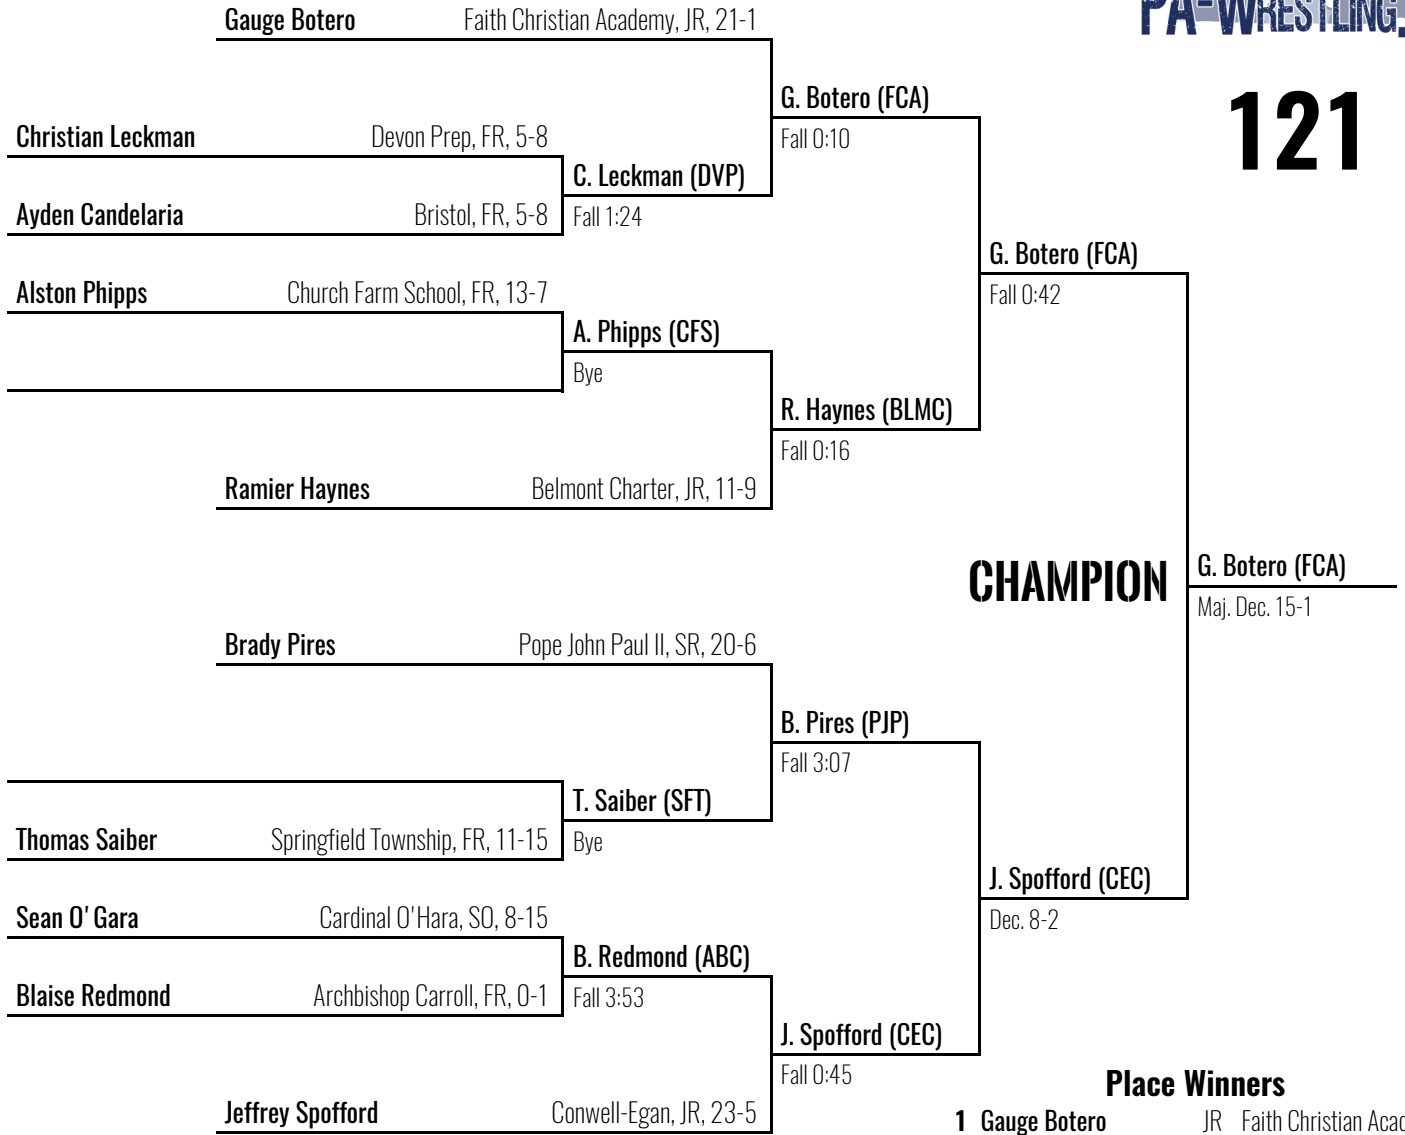 Gauge Botero Faith Christian Academy, JR, 21-1
PA-WRESTLING.
121
G. Botero (FCA)
Fall 0:10
Christian Leckman Devon Prep, FR, 5-8
C. Leckman (DVP)
Fall 1:24
Ayden Candelaria Bristol, FR, 5-8
G. Botero (FCA)
Fall 0:42
Alston Phipps Church Farm School, FR, 13-7
A. Phipps (CFS)
Bye
R. Haynes (BLMC)
Fall 0:16
Ramier Haynes Belmont Charter, JR, 11-9
CHAMPION
G. Botero (FCA)
Maj. Dec. 15-1
Brady Pires Pope John Paul II, SR, 20-6
B. Pires (PJP)
Fall 3:07
T. Saiber (SFT)
Bye
Thomas Saiber Springfield Township, FR, 11-15
J. Spofford (CEC)
Dec. 8-2
Sean O'Gara Cardinal O'Hara, SO, 8-15
B. Redmond (ABC)
Fall 3:53
Blaise Redmond Archbishop Carroll, FR, 0-1
J. Spofford (CEC)
Fall 0:45
Jeffrey Spofford Conwell-Egan, JR, 23-5
Place Winners
1 Gauge Botero JR Faith Christian Acad